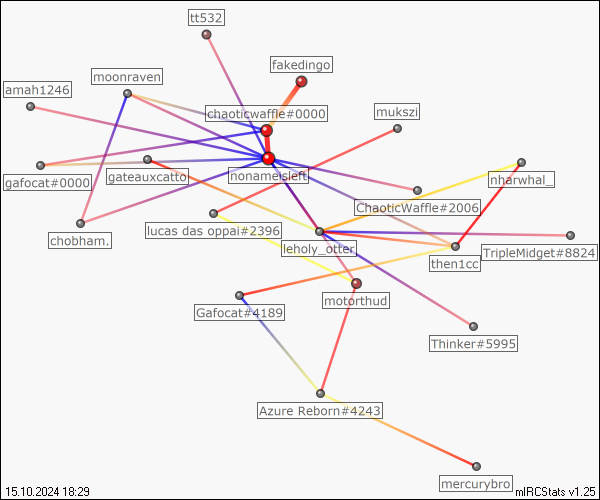 tt532
fakedingo
moonraven
amah1246
chaoticwaffle#0000
mukszi
gafocat#0000
gateauxcatto
nonameisleft
nharwhal_
ChaoticWaffle#2006
lucas das oppai#2396
chobham.
leholy_otter
TripleMidget#8824
then1cc
motorthud
Gafocat#4189
Thinker#5995
Azure Reborn#4243
mercurybro
15.10.2024 18:29
mIRCStats v1.25